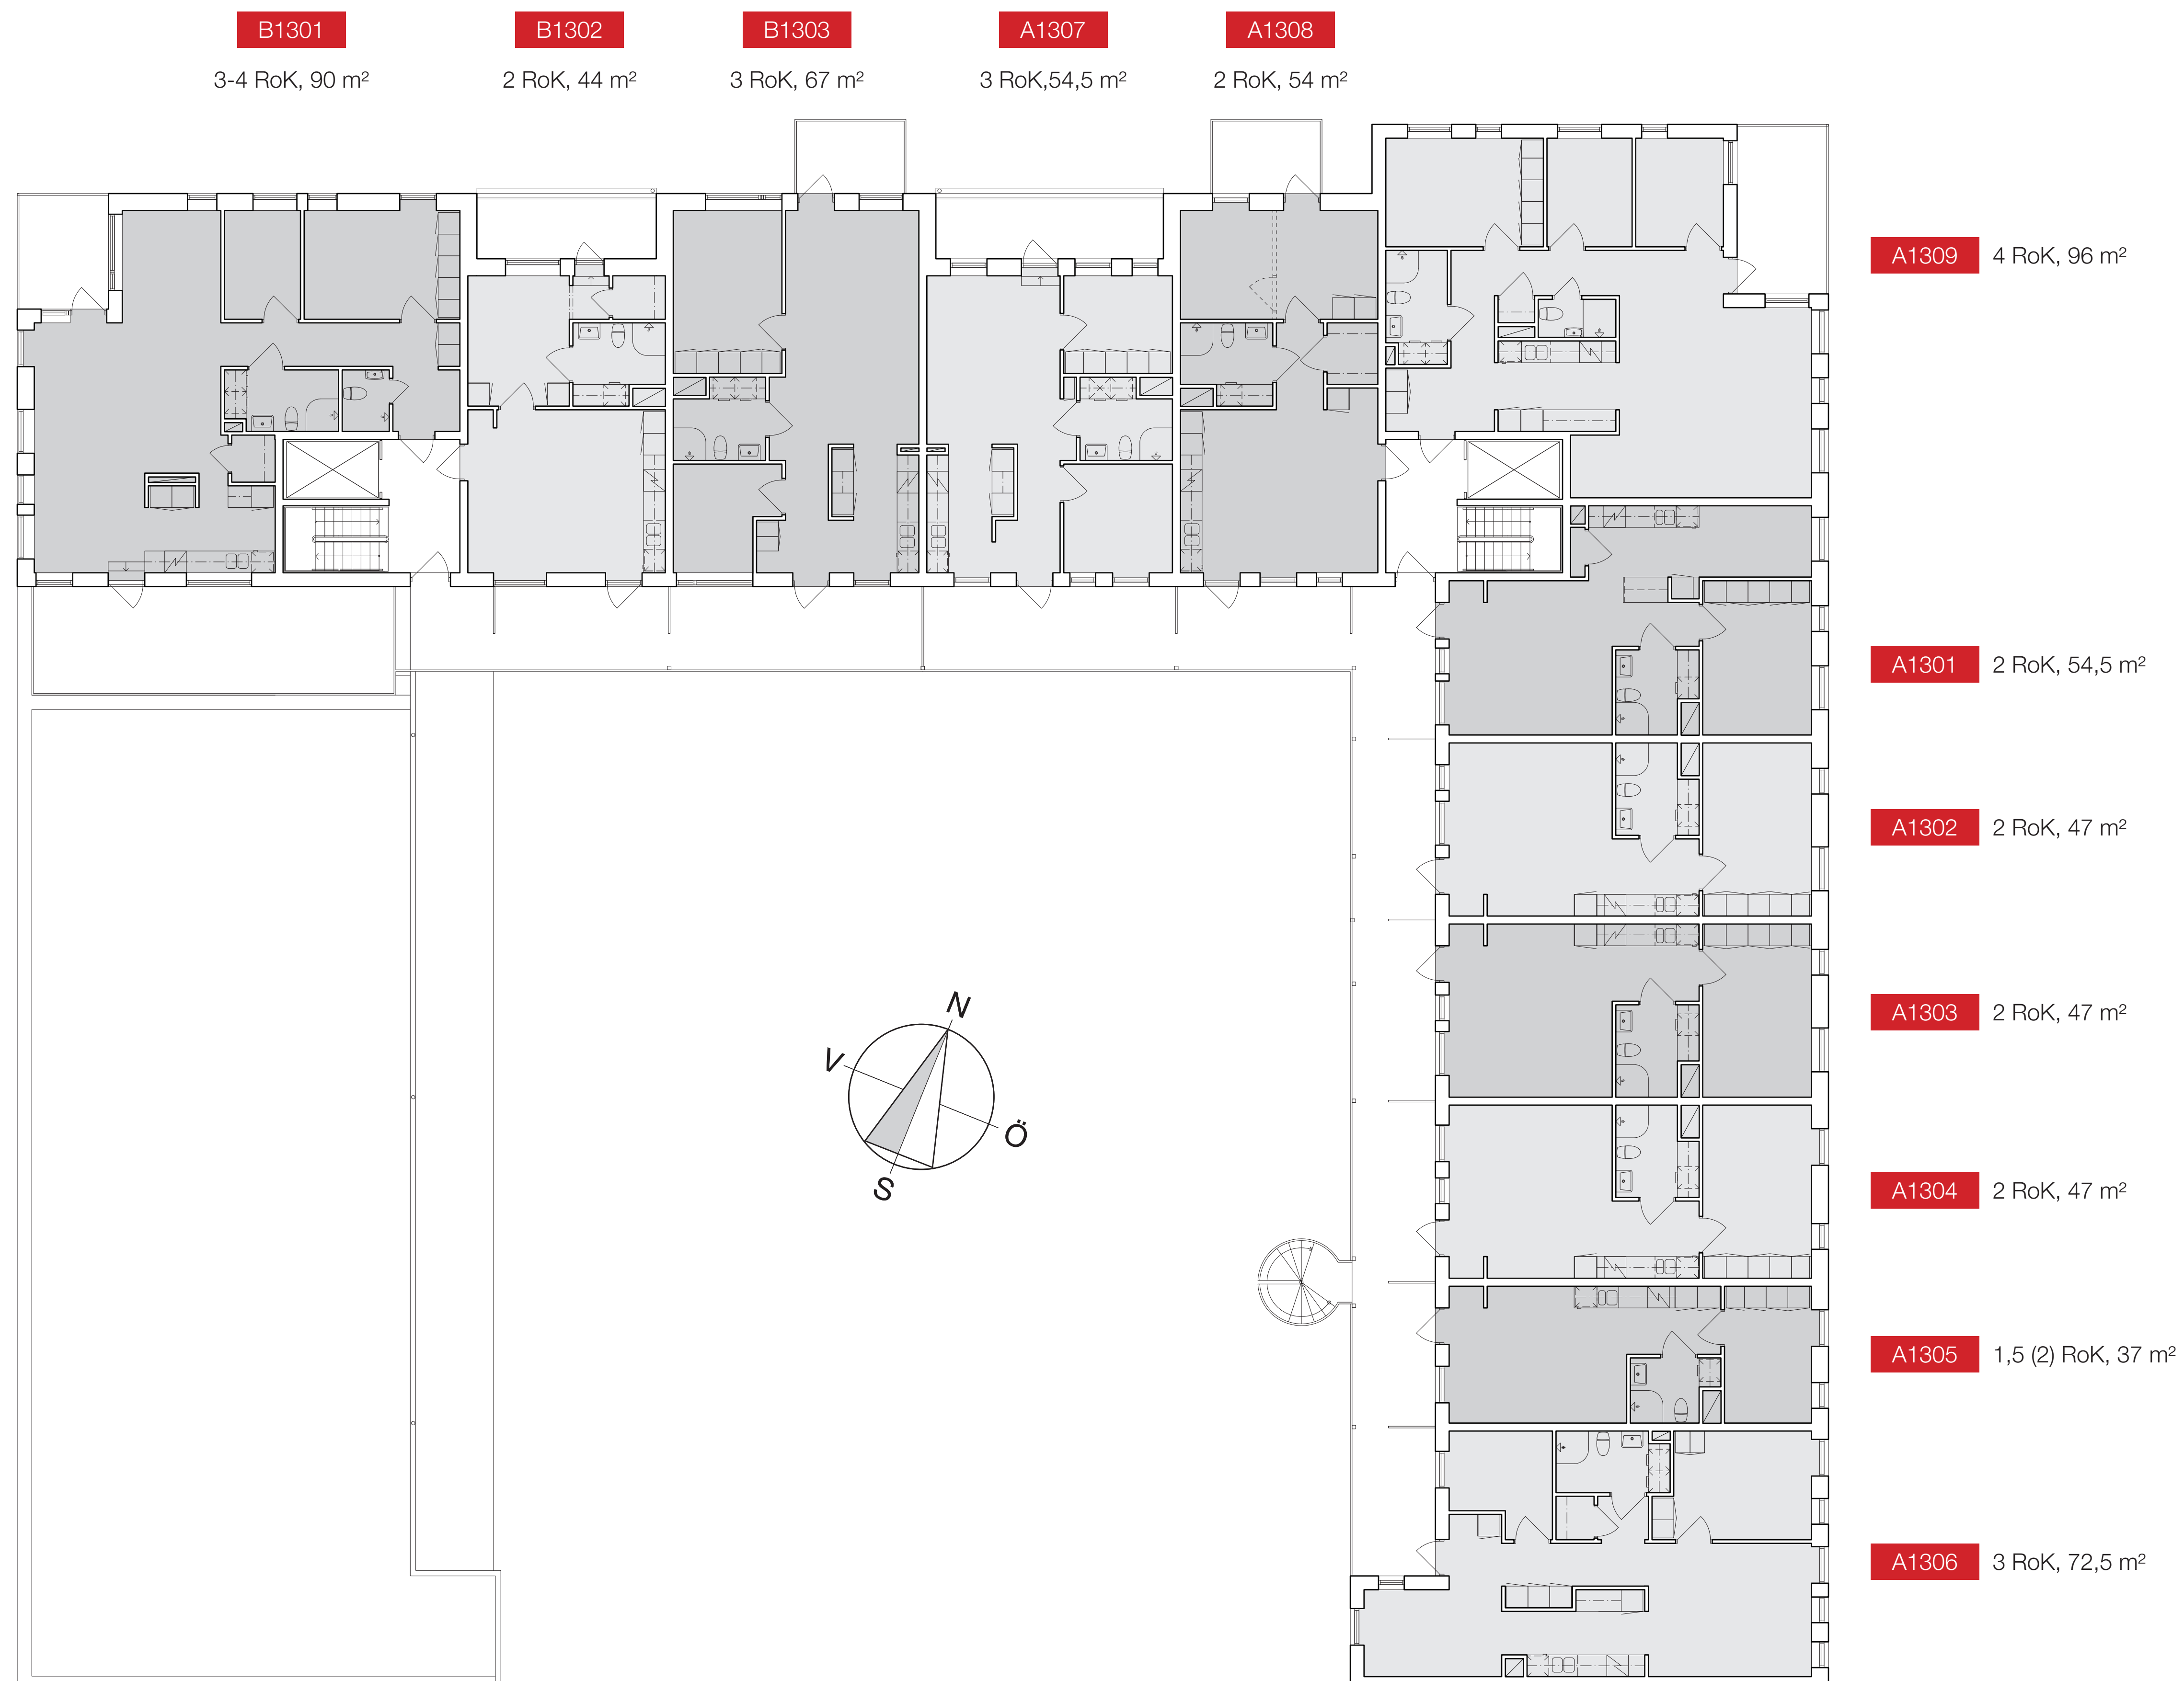 B1301
B1302
B1303
A1307
A1308
3-4 RoK, 90 m²
2 RoK, 44 m²
3 RoK, 67 m²
3 RoK,54,5 m²
2 RoK, 54 m²
A1309 4 RoK, 96 m²
A1301 2 RoK, 54,5 m²
A1302 2 RoK, 47 m²
A1303 2 RoK, 47 m²
N
V
Ö
S
A1304 2 RoK, 47 m²
A1305 1,5 (2) RoK, 37 m²
A1306 3 RoK, 72,5 m²